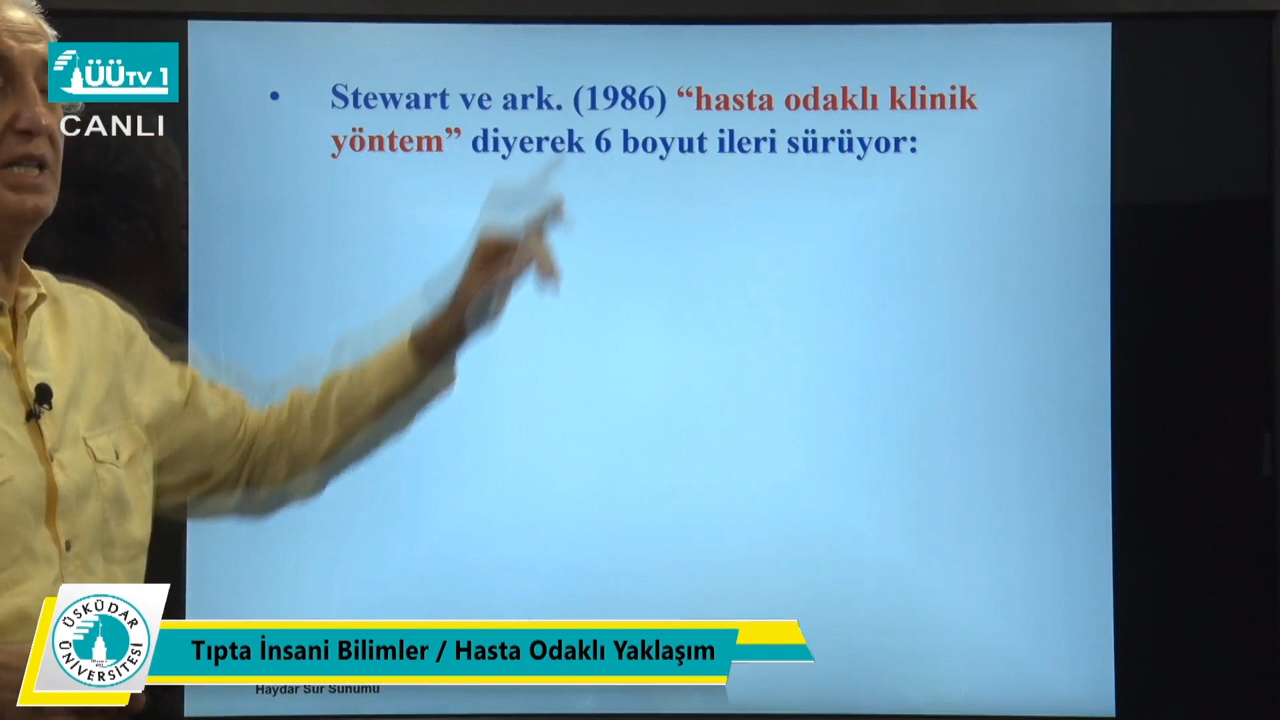 ÜÜTV 1
CANLI
• Stewart ve ark. (1986) “hasta odaklı klinik
yöntem” diyerek 6 boyut ileri sürüyor:
ÜSKÜDAR
ÜNİVERSİTESİ
Tıpta İnsani Bilimler / Hasta Odaklı Yaklaşım
Haydar Sur Sunumu